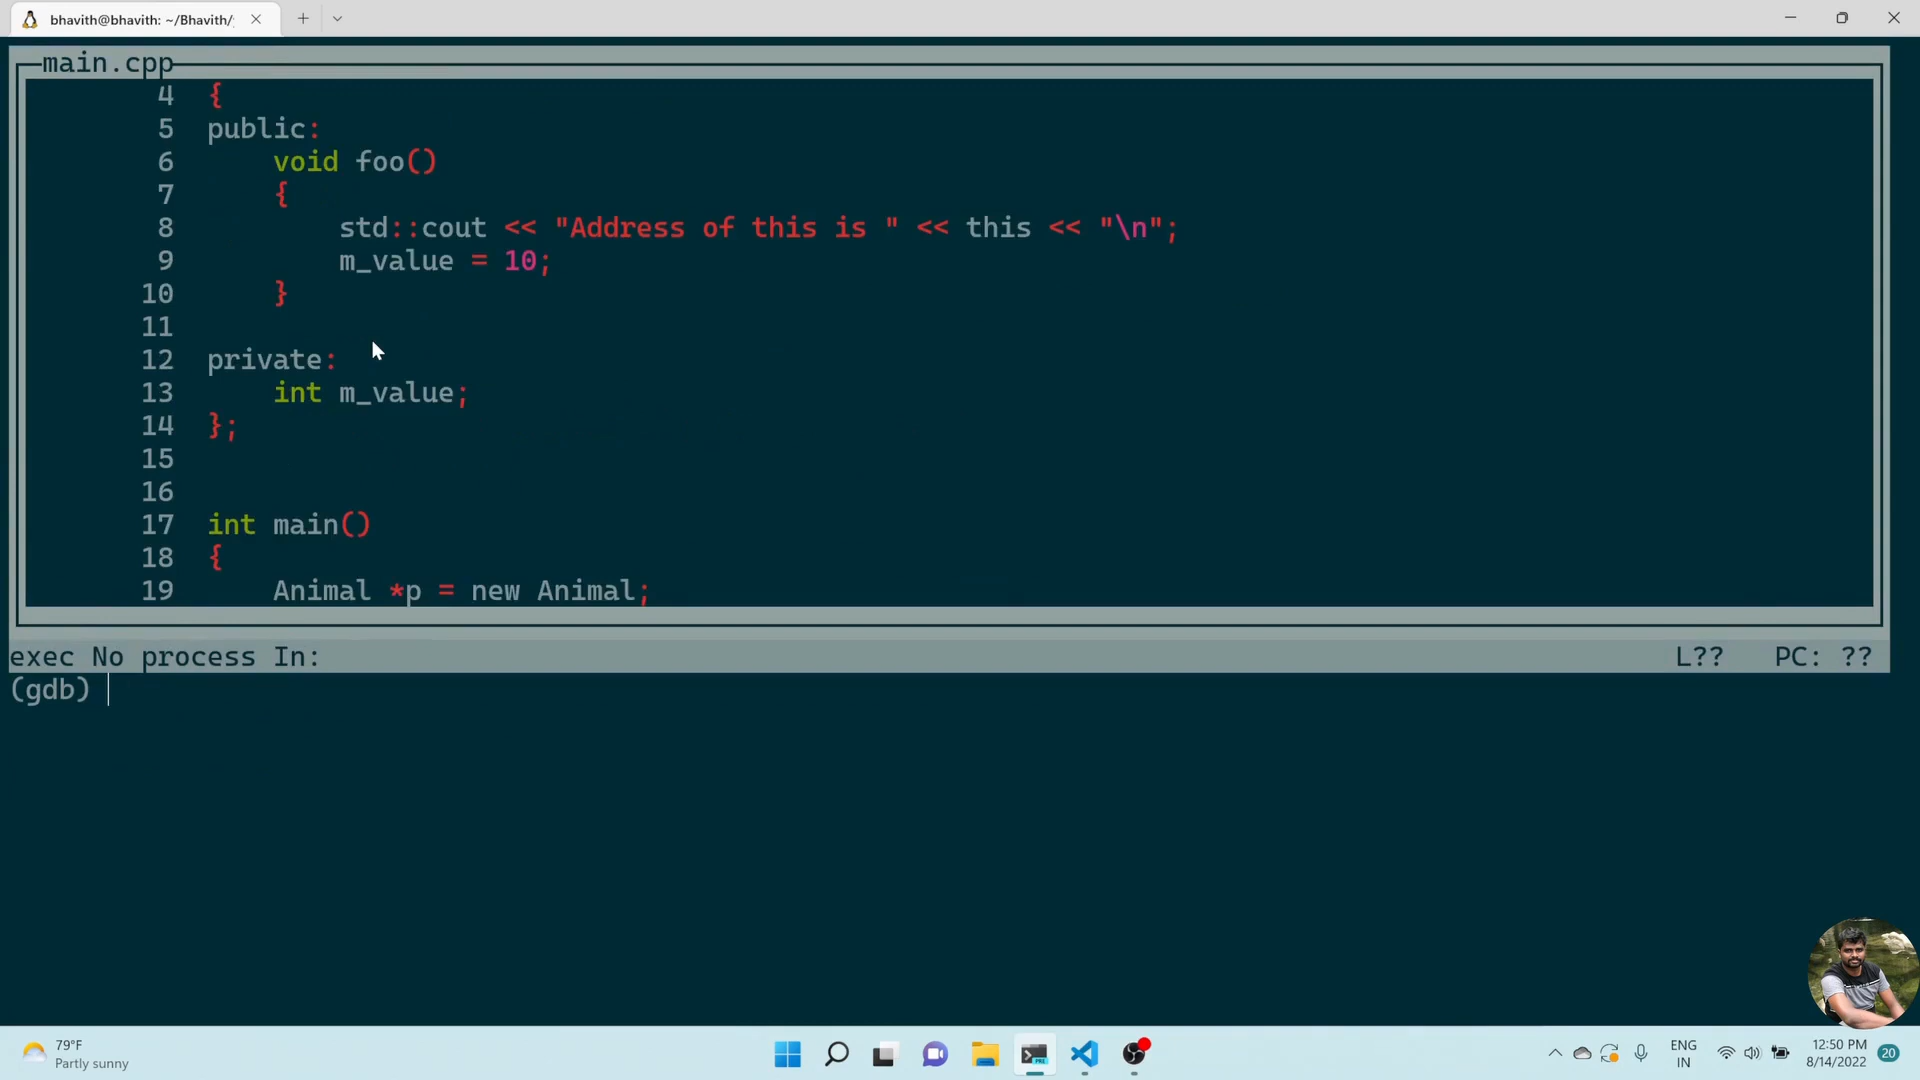 bhavith@bhavith: ~/Bhavith/
main.cpp
4 {
5 public:
6 void foo()
7 {
8 std::cout << "Address of this is " << this << "\n";
9 m_value = 10;
10 }
11
12 private:
13 int m_value;
14 };
15
16
17 int main()
18 {
19 Animal *p = new Animal;
exec No process In: L?? PC: ??
(gdb)
79°F
Partly sunny
PRE
ENG
IN
12:50 PM
8/14/2022
20